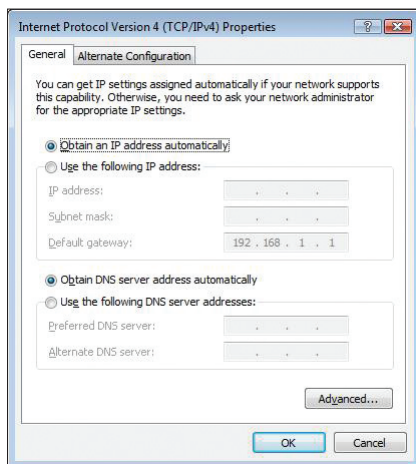 Internet Protocol Version 4 (TCP/IPv4) Properties
General
Alternate Configuration
You can get IP settings assigned automatically if your network supports
this capability. Otherwise, you need to ask your network administrator
for the appropriate IP settings.
Obtain an IP address automatically
Use the following IP address:
IP address:
Subnet mask:
Default gateway: 192 . 168 . 1 . 1
Obtain DNS server address automatically
Use the following DNS server addresses:
Preferred DNS server:
Alternate DNS server:
Advanced...
OK
Cancel